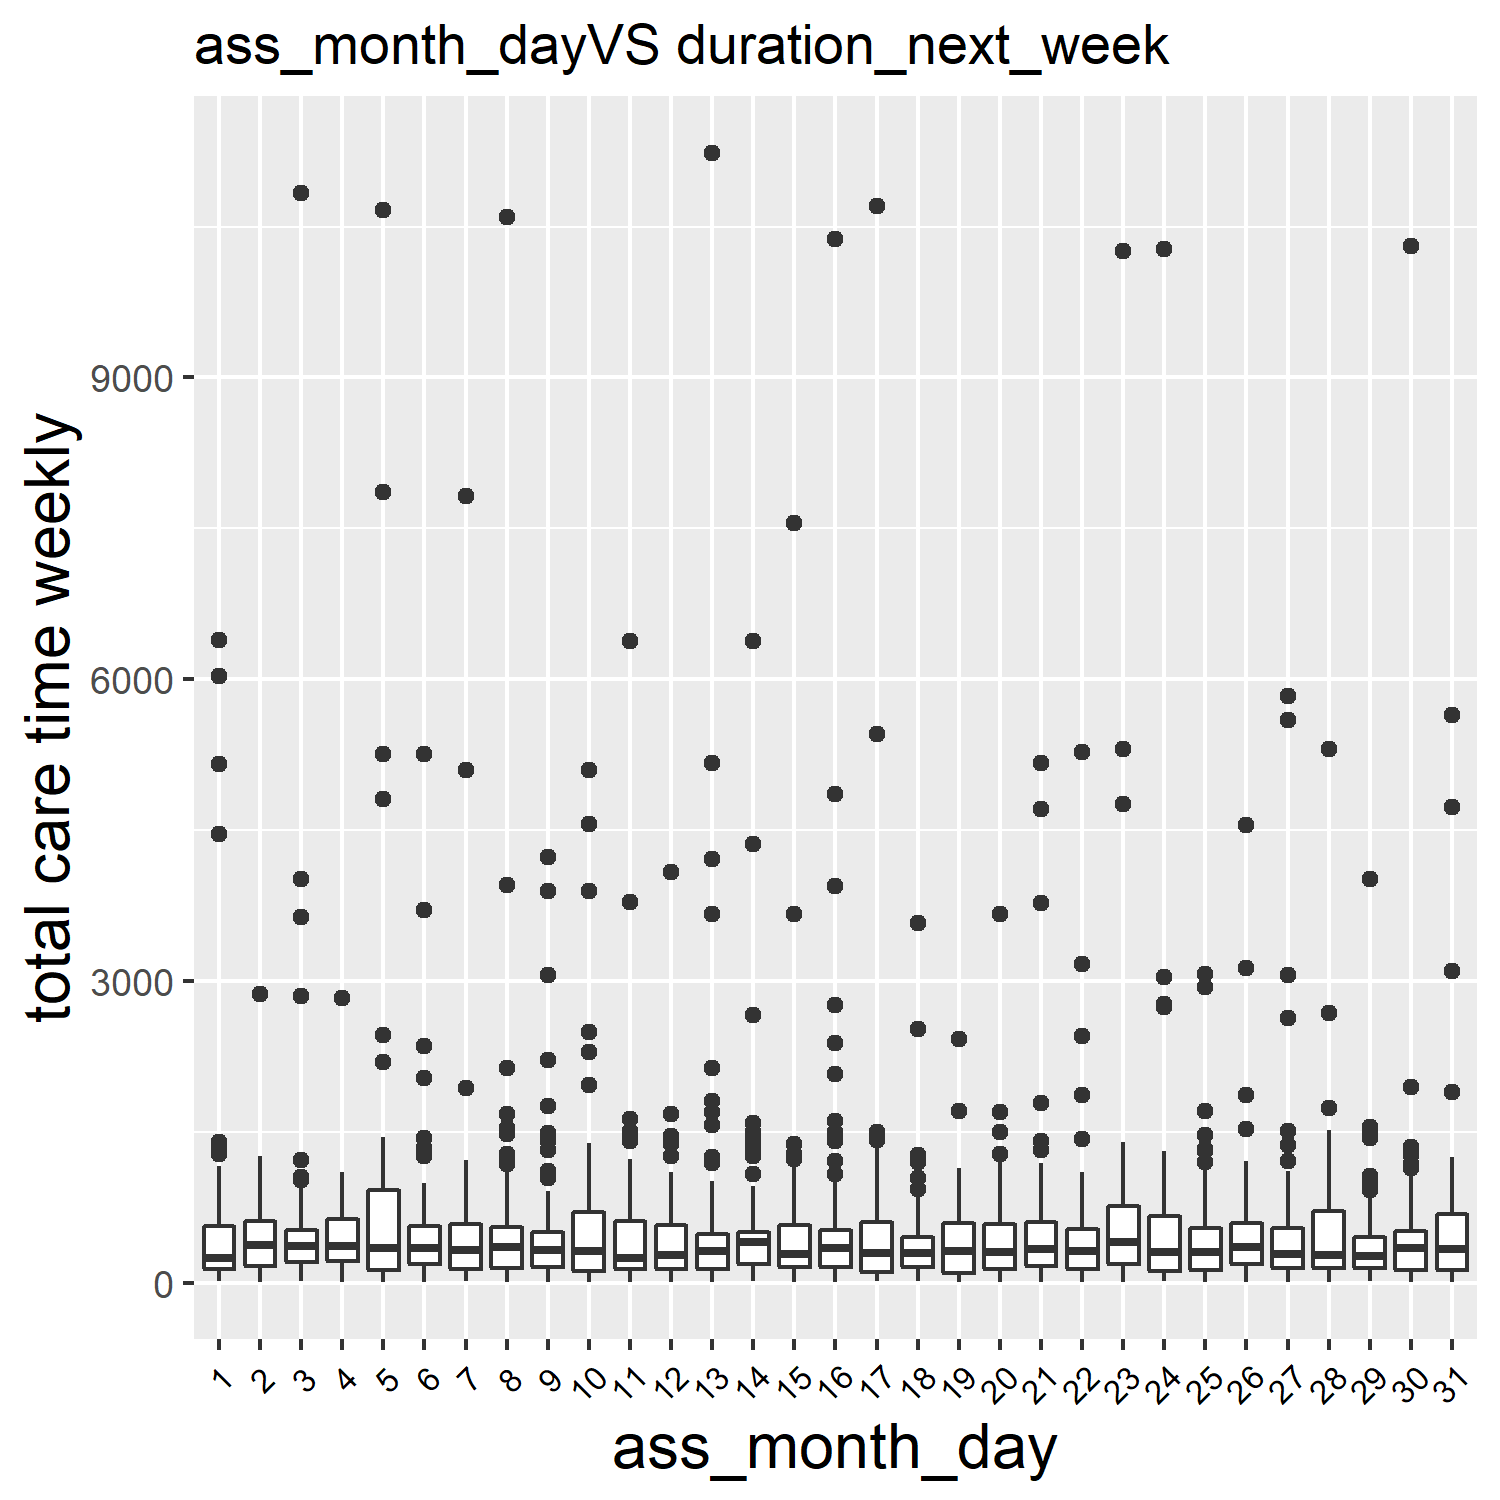 ass_month_dayVS duration_next_week
total care time weekly
9000
6000
3000
0
1 2 3 4 5 6 7 8 9 10 11 12 13 14 15 16 17 18 19 20 21 22 23 24 25 26 27 28 29 30 31
ass_month_day